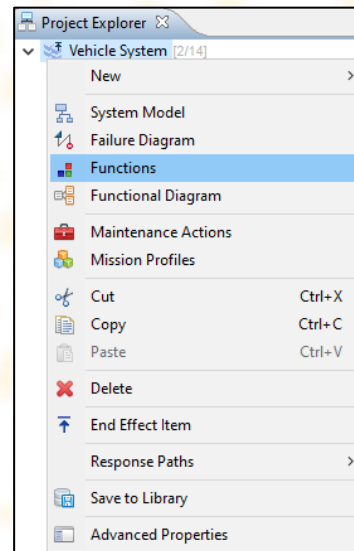 Project Explorer
Vehicle System [2/14]
New
System Model
Failure Diagram
Functions
Functional Diagram
Maintenance Actions
Mission Profiles
Cut Ctrl+X
Copy Ctrl+C
Paste Ctrl+V
Delete
End Effect Item
Response Paths
Save to Library
Advanced Properties